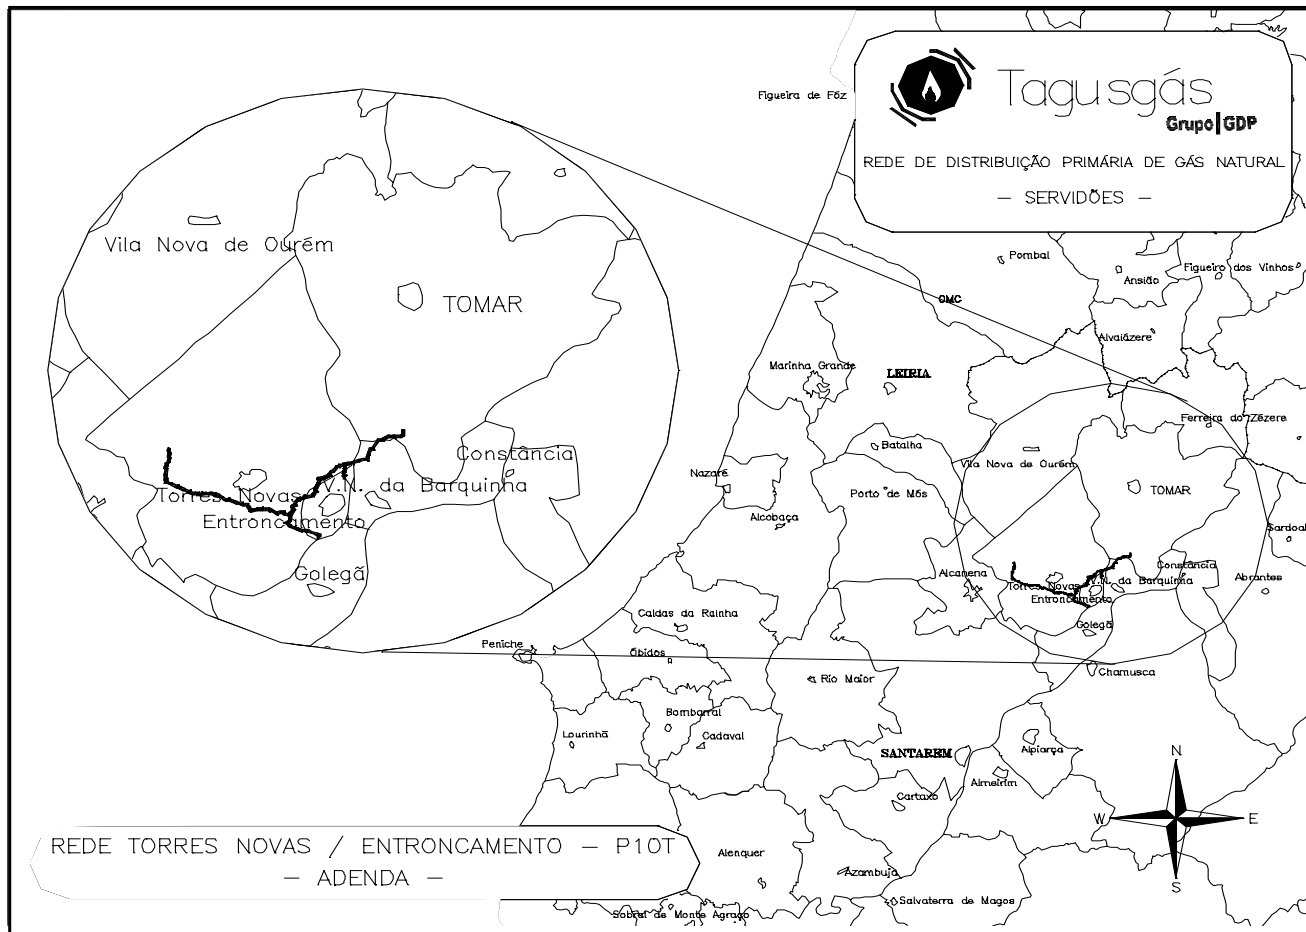 Tagusgás
Grupo|GDP
REDE DE DISTRIBUIÇÃO PRIMÁRIA DE GÁS NATURAL
— SERVIDÕES —
Figueira de Fóz
Vila Nova de Ourém
TOMAR
Constância
V.N. da Barquinha
Torres Novas
Entroncamento
Golegã
Pombal
Ansião
Figueiro dos Vinhos
OMC
Alvaiázere
Marinha Grande
LEIRIA
Ferreira do Zêzere
Batalha
Vila Nova de Ourém
Nazaré
Porto de Mós
TOMAR
Alcobaça
Sardoal
Alcanena
Constância
Torres Novas
V.N. da Barquinha
Abrantes
Entroncamento
Caldas da Rainha
Golegã
Peniche
Óbidos
Rio Maior
Chamusca
Bombarral
Lourinhã
Cadaval
SANTAREM
Alpiarça
Almeirim
Cartaxo
N
W
E
S
REDE TORRES NOVAS / ENTRONCAMENTO — P10T
— ADENDA —
Alenquer
Azambuja
Salvaterra de Magos
Sobral de Monte Agraço